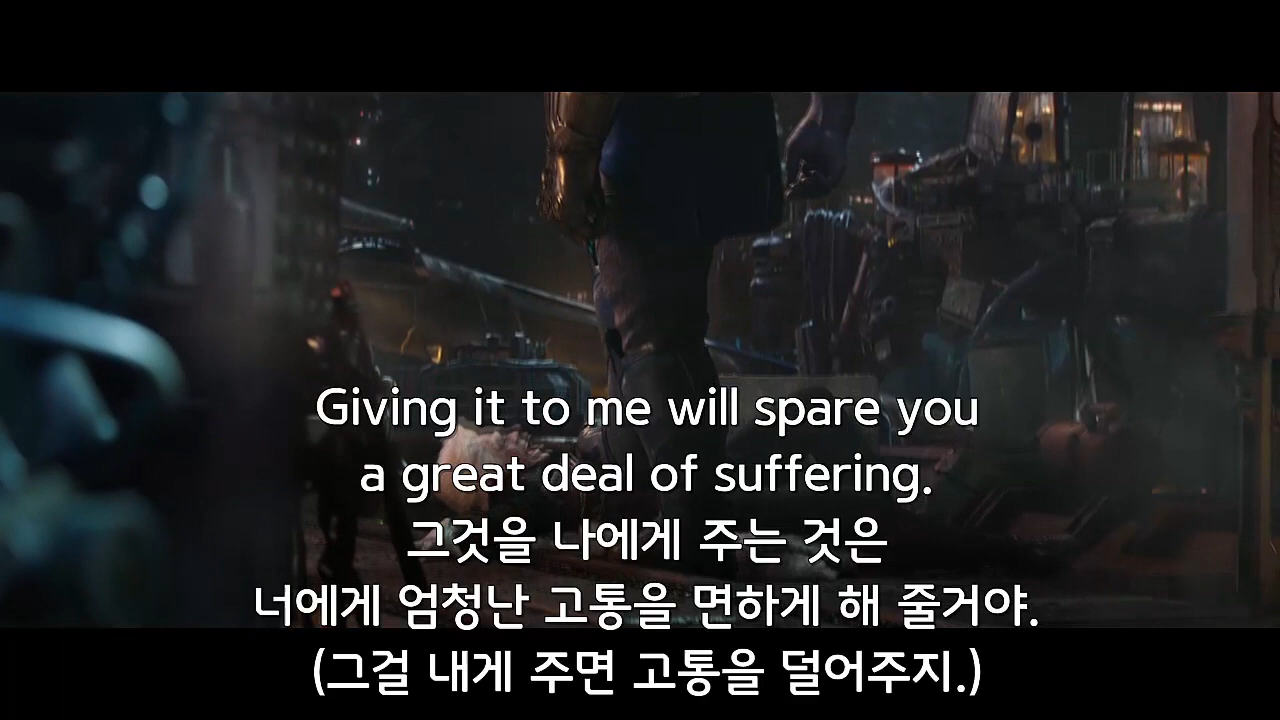 Giving it to me will spare you
a great deal of suffering.
그것을 나에게 주는 것은
너에게 엄청난 고통을 면하게 해 줄거야.
(그걸 내게 주면 고통을 덜어주지.)